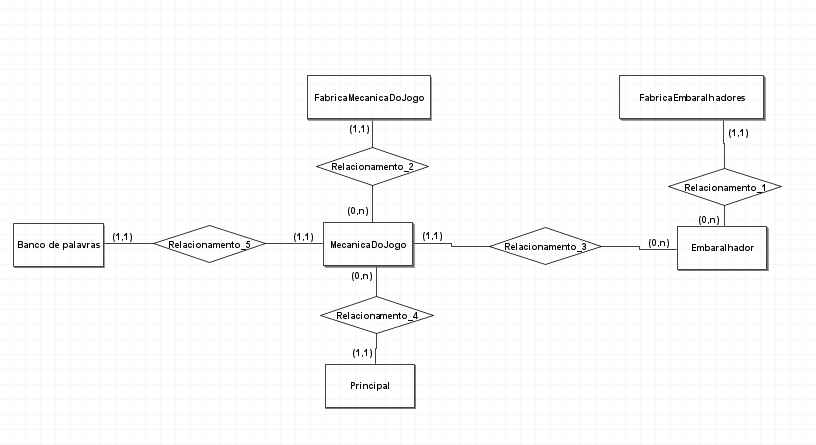 FabricaMecanicaDoJogo
FabricaEmbaralhadores
(1,1)
(1,1)
Relacionamento_2
Relacionamento_1
(0,n)
(0,n)
Banco de palavras
(1,1)
Relacionamento_5
(1,1)
MecanicaDoJogo
(1,1)
Relacionamento_3
(0,n)
Embaralhador
(0,n)
Relacionamento_4
(1,1)
Principal